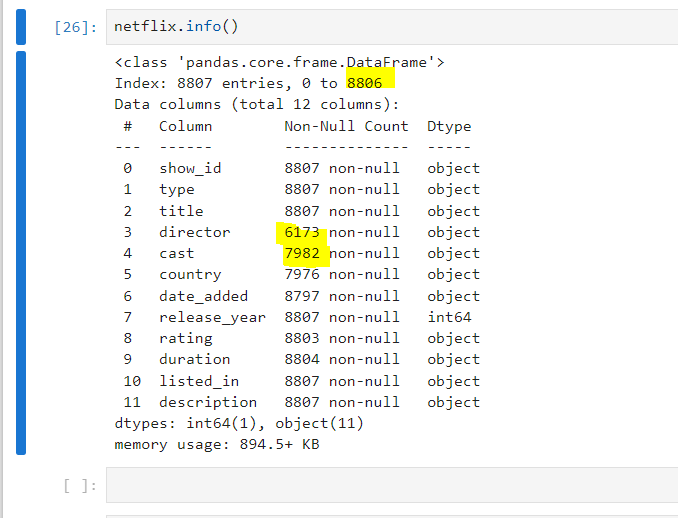 [26]: netflix.info()
<class 'pandas.core.frame.DataFrame'>
Index: 8807 entries, 0 to 8806
Data columns (total 12 columns):
 #   Column        Non-Null Count  Dtype
---  ------        --------------  -----
 0   show_id       8807 non-null   object
 1   type          8807 non-null   object
 2   title         8807 non-null   object
 3   director      6173 non-null   object
 4   cast          7982 non-null   object
 5   country       7976 non-null   object
 6   date_added    8797 non-null   object
 7   release_year  8807 non-null   int64
 8   rating        8803 non-null   object
 9   duration      8804 non-null   object
 10  listed_in     8807 non-null   object
 11  description   8807 non-null   object
dtypes: int64(1), object(11)
memory usage: 894.5+ KB
[ ]: